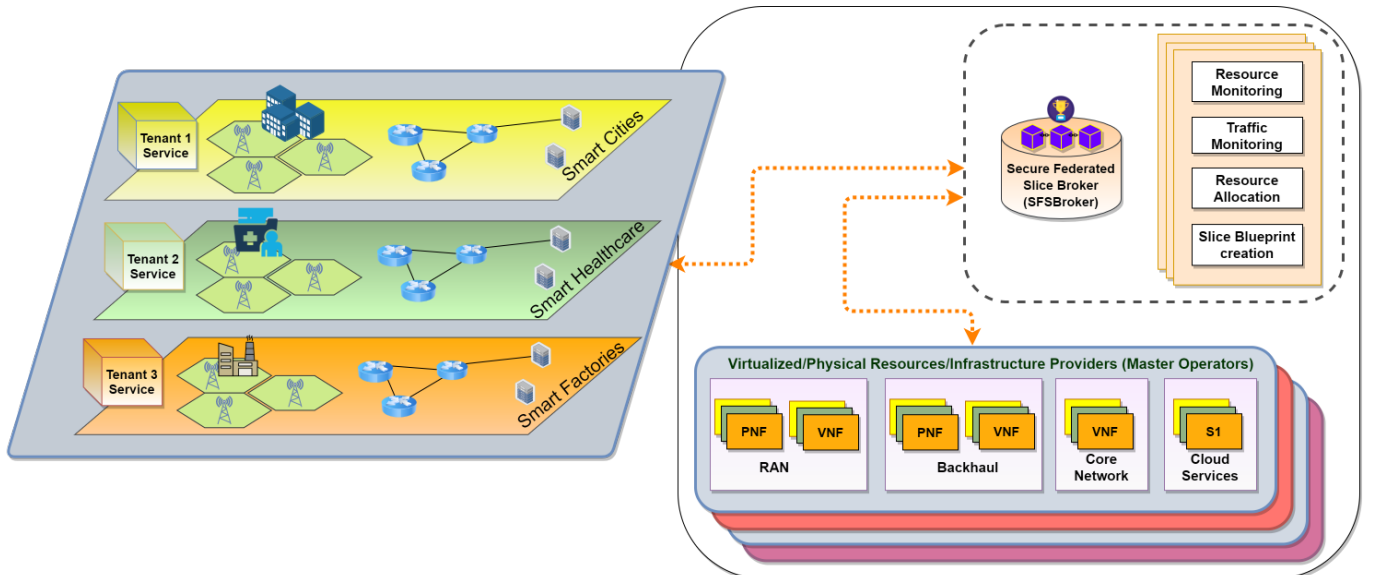 Tenant 1
Service
Smart Cities
Tenant 2
Service
Smart Healthcare
Tenant 3
Service
Smart Factories
Secure Federated
Slice Broker
(SFSBroker)
Resource
Monitoring
Traffic
Monitoring
Resource
Allocation
Slice Blueprint
creation
Virtualized/Physical Resources/Infrastructure Providers (Master Operators)
PNF
VNF
RAN
PNF
VNF
Backhaul
VNF
Core
Network
S1
Cloud
Services